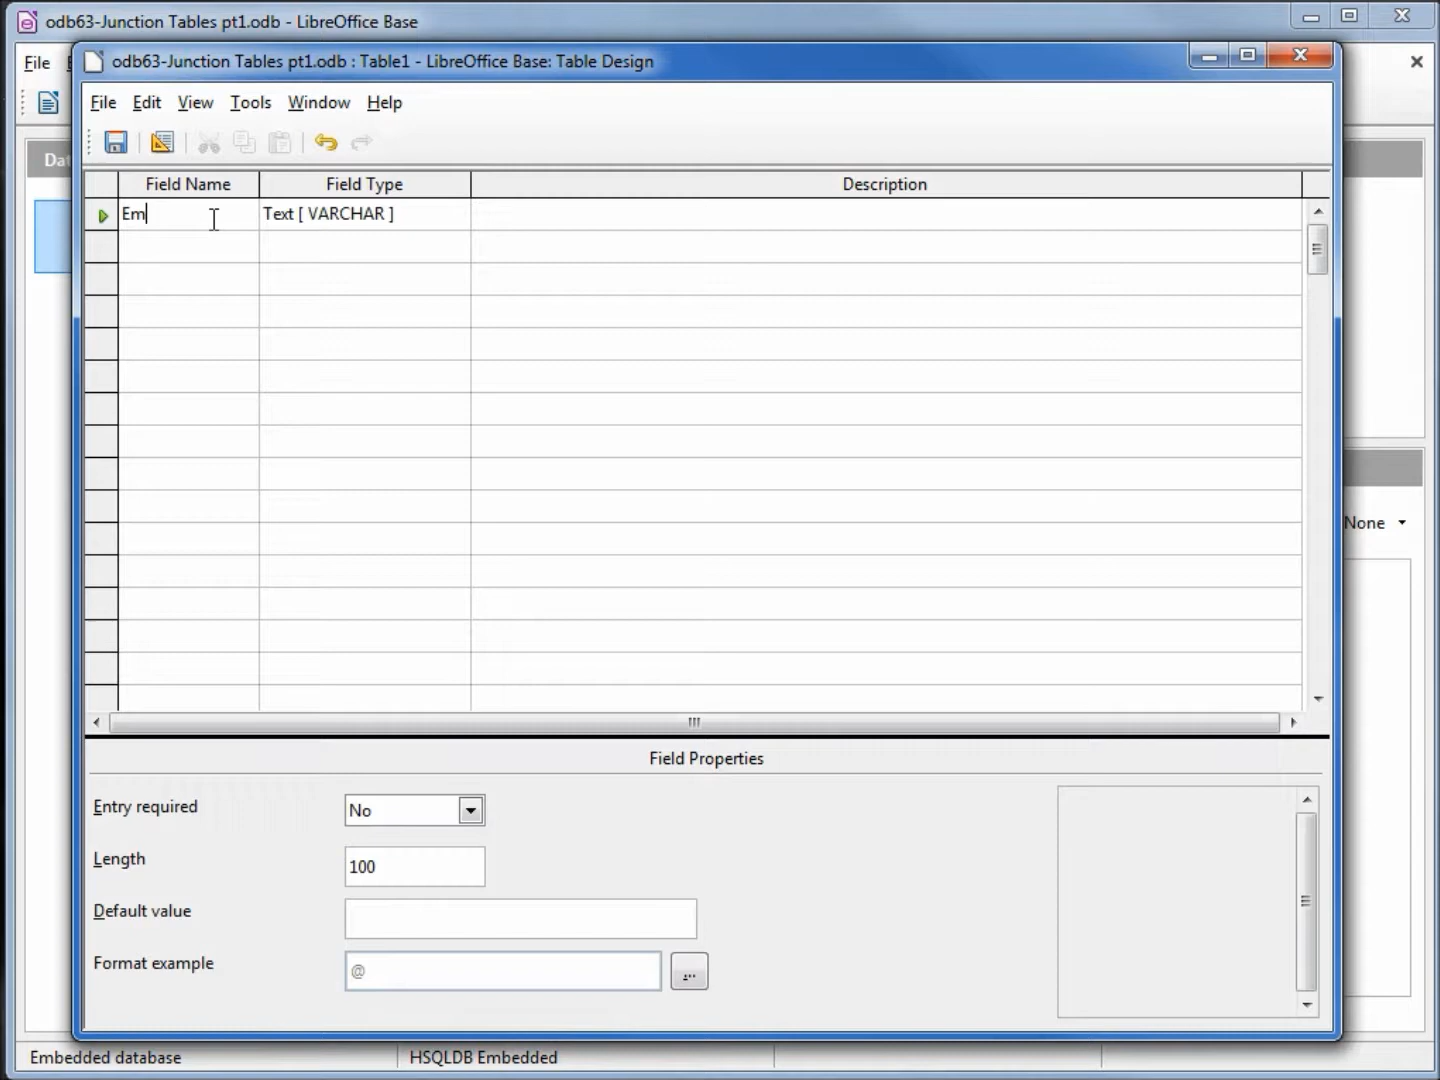 odb63-Junction Tables pt1.odb - LibreOffice Base
File
odb63-Junction Tables pt1.odb : Table1 - LibreOffice Base: Table Design
File Edit View Tools Window Help
Field Name Field Type Description
Em Text [ VARCHAR ]
None
Field Properties
Entry required No
Length 100
Default value
Format example @ ...
Embedded database HSQLDB Embedded